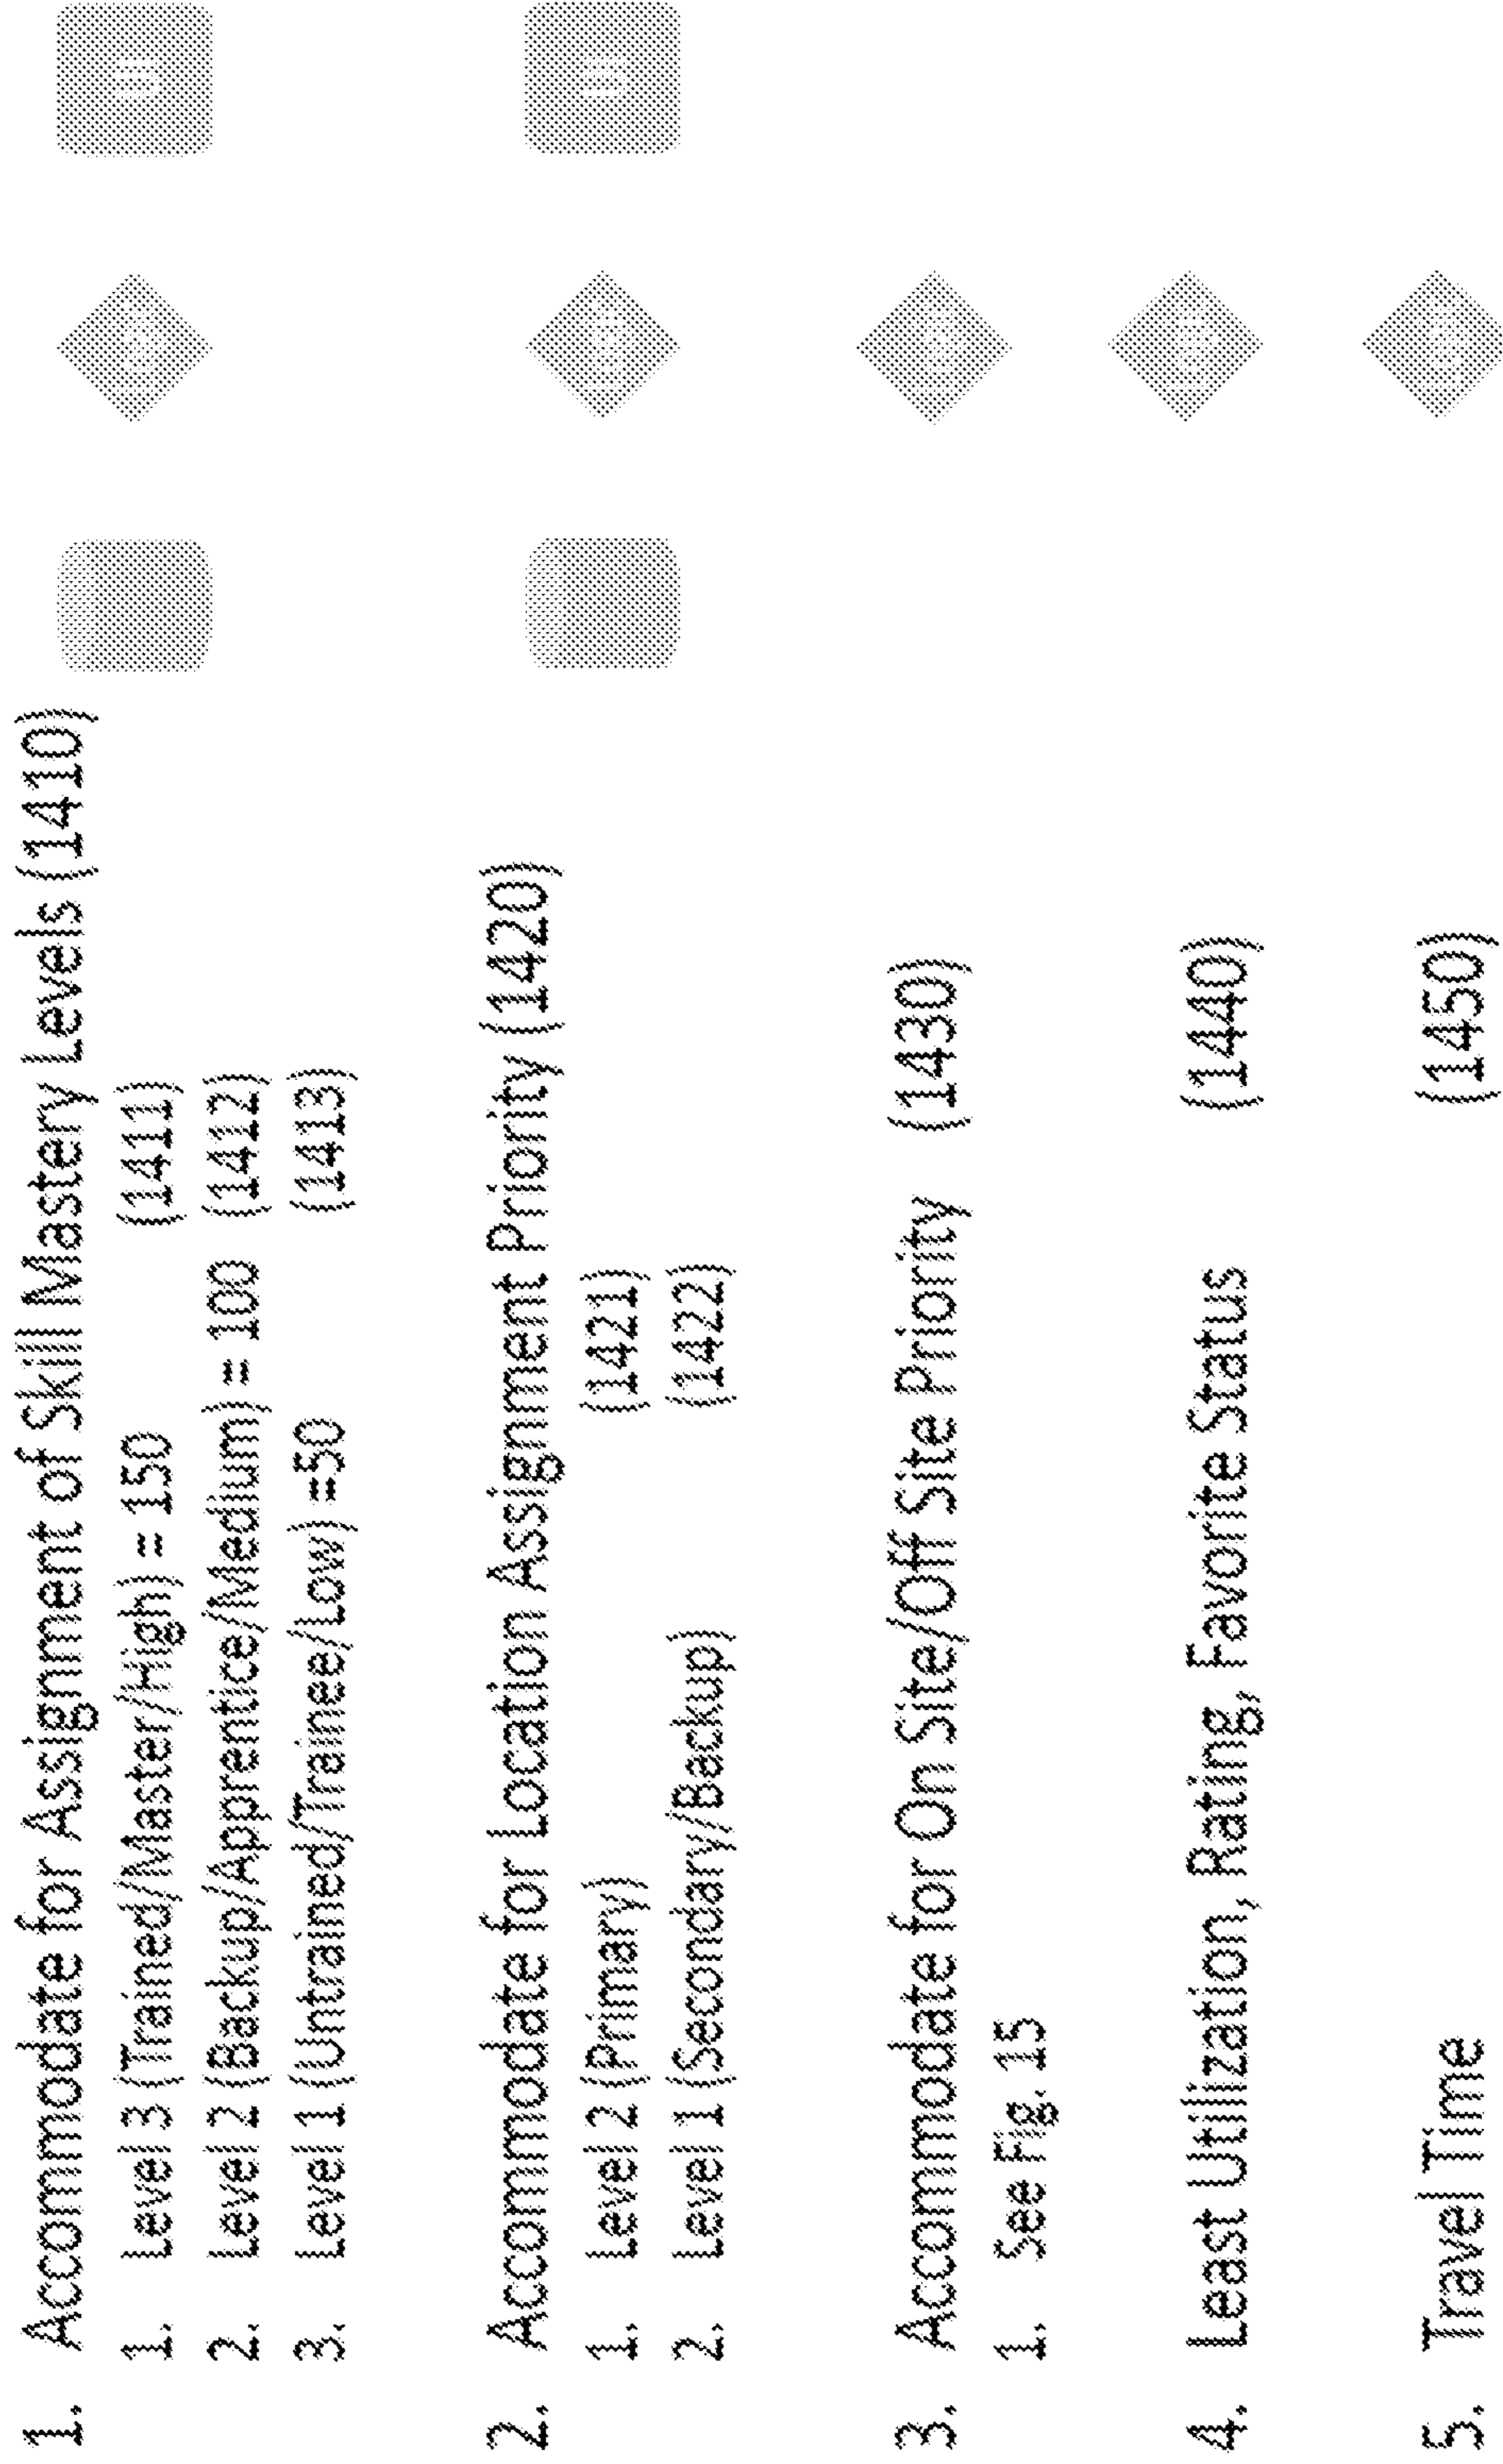 1. Accommodate for Assignment of Skill Mastery Levels (1410)
1. Level 3 (Trained/Master/High) = 150 (1411)
2. Level 2 (Backup/Apprentice/Medium) = 100 (1412)
3. Level 1 (Untrained/Trainee/Low) =50 (1413)
2. Accommodate for Location Assignment Priority (1420)
1. Level 2 (Primary) (1421)
2. Level 1 (Secondary/Backup) (1422)
3. Accommodate for On Site/Off Site Priority (1430)
1. See Fig. 15
4. Least Utilization, Rating, Favorite Status (1440)
5. Travel Time (1450)